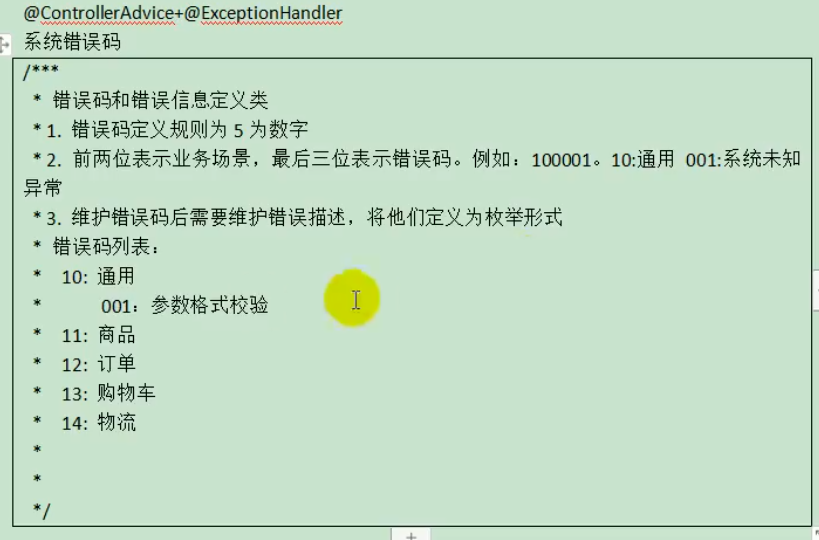 @ControllerAdvice+@ExceptionHandler
系统错误码
/***
* 错误码和错误信息定义类
* 1. 错误码定义规则为 5 为数字
* 2. 前两位表示业务场景，最后三位表示错误码。例如：100001。10:通用 001:系统未知
异常
* 3. 维护错误码后需要维护错误描述，将他们定义为枚举形式
* 错误码列表：
* 10: 通用
* 001：参数格式校验
* 11: 商品
* 12: 订单
* 13: 购物车
* 14: 物流
*
*
*/